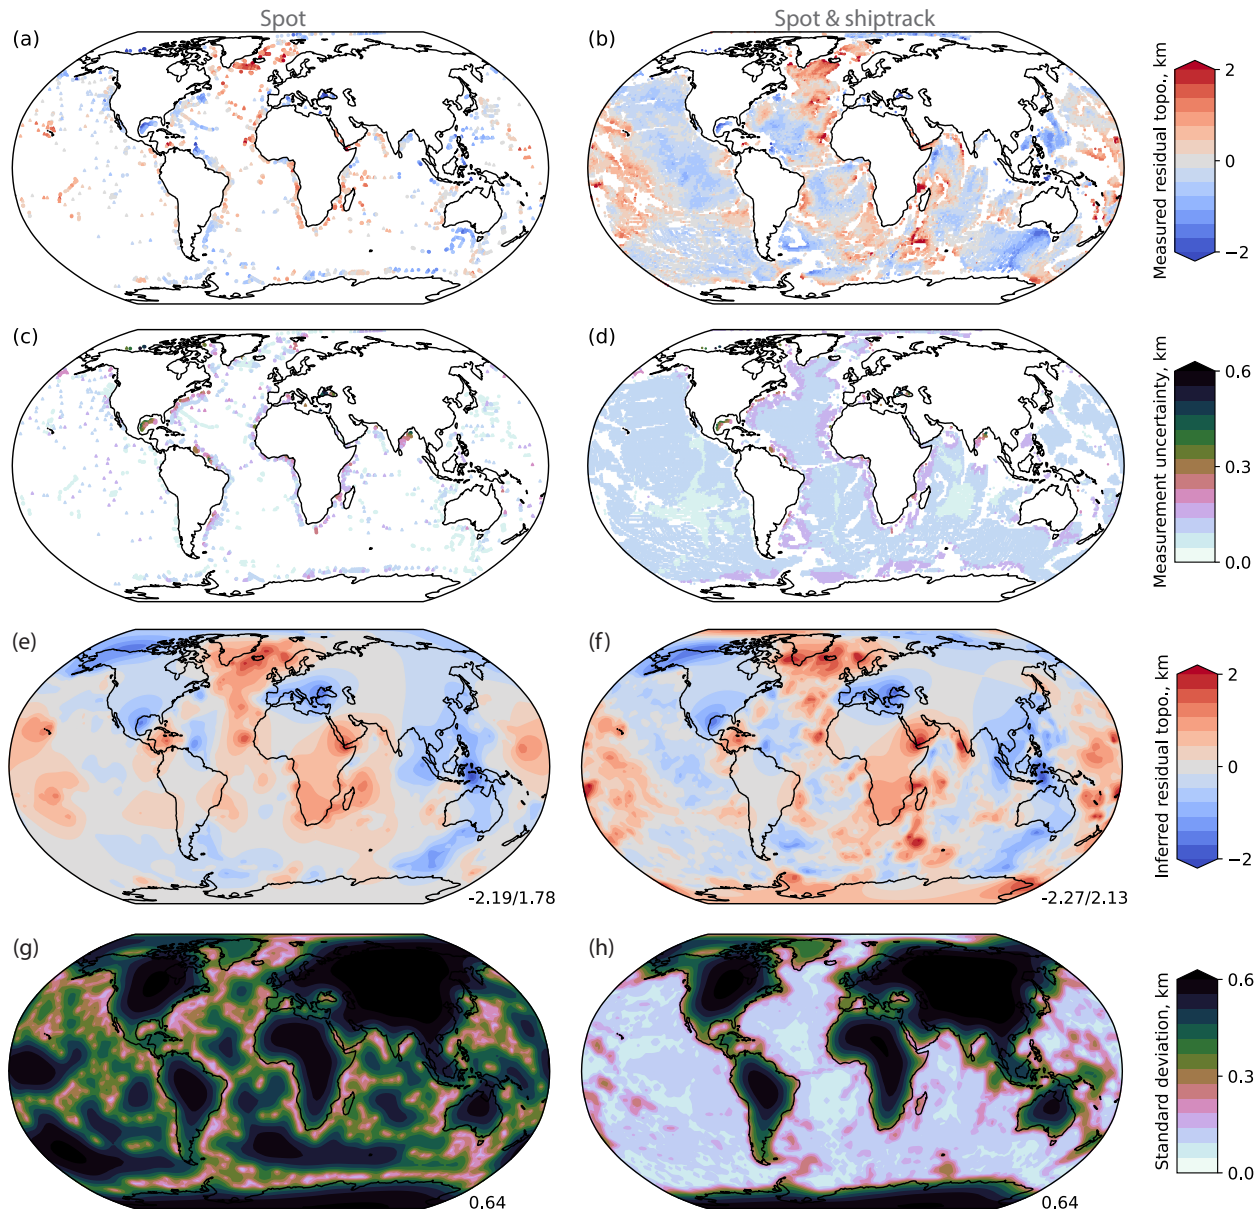 Spot
Spot & shiptrack
(a)
(b)
2
0
−2
Measured residual topo., km
(c)
(d)
0.6
0.3
0.0
Measurement uncertainty, km
(e)
(f)
2
0
−2
Inferred residual topo., km
-2.19/1.78
-2.27/2.13
(g)
(h)
0.6
0.3
0.0
Standard deviation, km
0.64
0.64